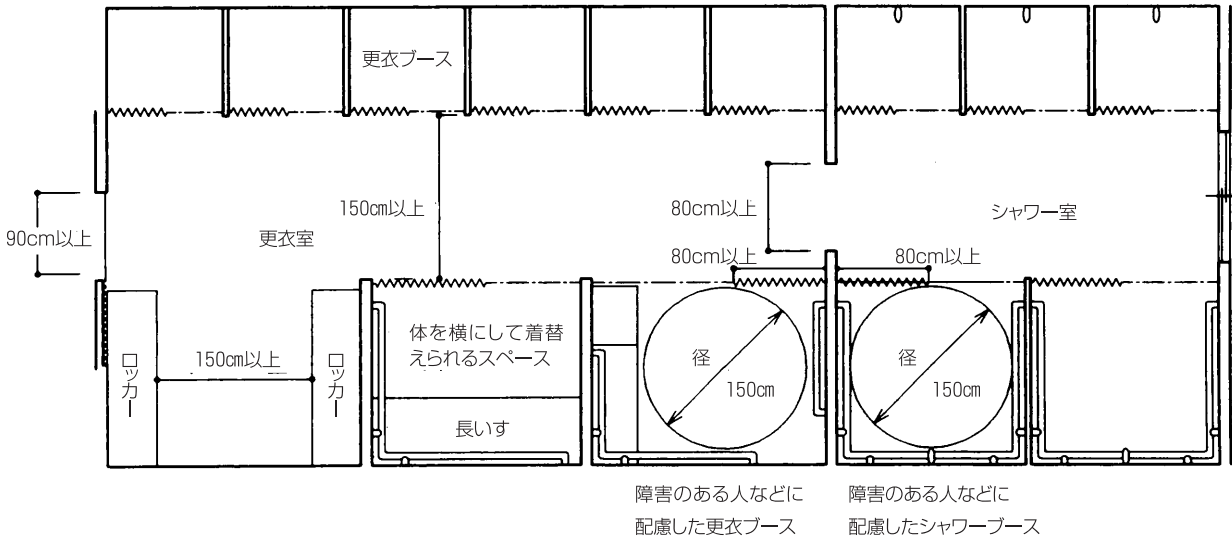 更衣ブース
150cm以上
80cm以上
シャワー室
90cm以上
更衣室
80cm以上
80cm以上
体を横にして着替
えられるスペース
ロッカー
150cm以上
ロッカー
径
150cm
径
150cm
長いす
障害のある人などに
配慮した更衣ブース
障害のある人などに
配慮したシャワーブース